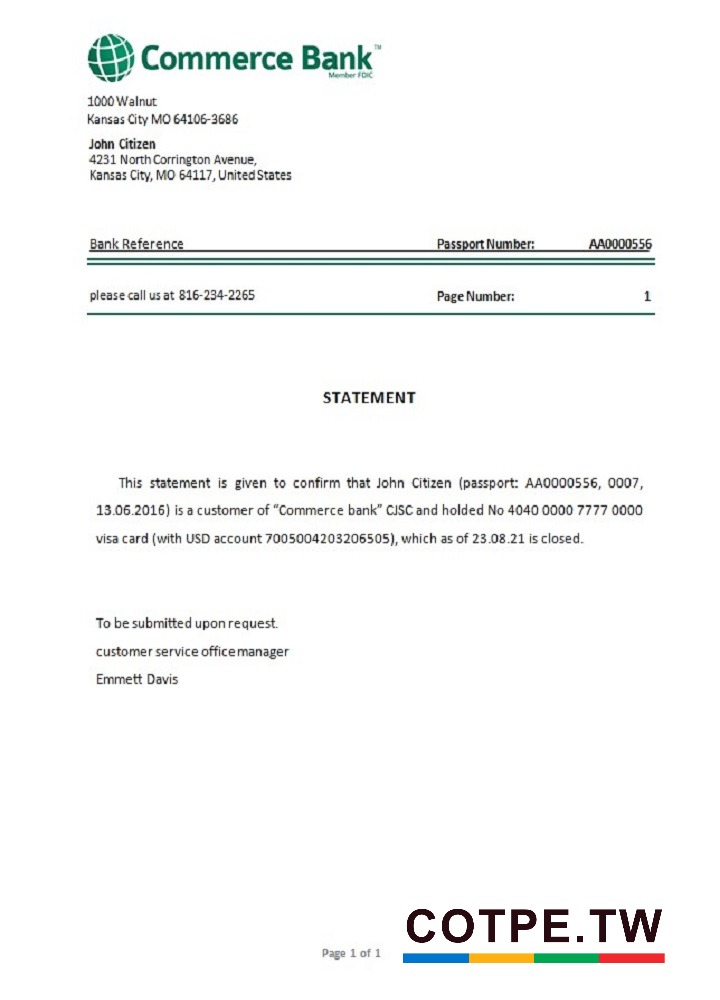 Commerce Bank™
Member FDIC
1000 Walnut
Kansas City MO 64106-3686
John Citizen
4231 North Corrington Avenue,
Kansas City, MO 64117, United States
Bank Reference Passport Number: AA0000556
please call us at 816-234-2265 Page Number: 1
STATEMENT
This statement is given to confirm that John Citizen (passport: AA0000556, 0007,
13.06.2016) is a customer of “Commerce bank” CJSC and holded No 4040 0000 7777 0000
visa card (with USD account 7005004203206505), which as of 23.08.21 is closed.
To be submitted upon request.
customer service office manager
Emmett Davis
Page 1 of 1
COTPE.TW